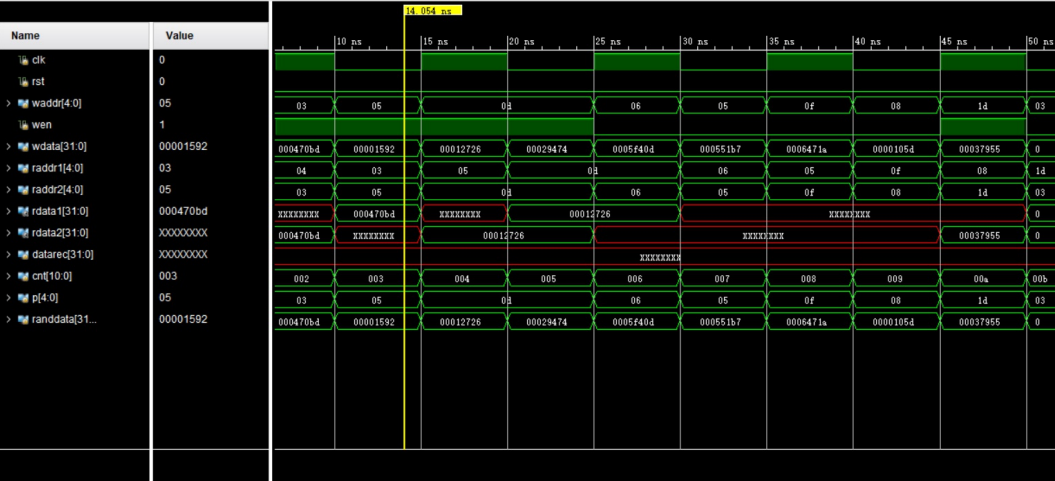 14.054 ns
Name Value
10 ns 15 ns 20 ns 25 ns 30 ns 35 ns 40 ns 45 ns 50 ns
clk 0
rst 0
waddr[4:0] 05 03 05 0d 06 05 0f 08 1d 03
wen 1
wdata[31:0] 00001592 000470bd 00001592 00012726 00029474 0005f40d 000551b7 0006471a 0000105d 00037955 0
raddr1[4:0] 03 04 03 05 0d 06 05 0f 08 1d
raddr2[4:0] 05 03 05 0d 06 05 0f 08 1d 03
rdata1[31:0] 000470bd XXXXXXXX 000470bd XXXXXXXX 00012726 XXXXXXXX 0
rdata2[31:0] XXXXXXXX 000470bd XXXXXXXX 00012726 XXXXXXXX 00037955 0
datarec[31:0] XXXXXXXX XXXXXXXX
cnt[10:0] 003 002 003 004 005 006 007 008 009 00a 00b
p[4:0] 05 03 05 0d 06 05 0f 08 1d 03
randdata[31... 00001592 000470bd 00001592 00012726 00029474 0005f40d 000551b7 0006471a 0000105d 00037955 0